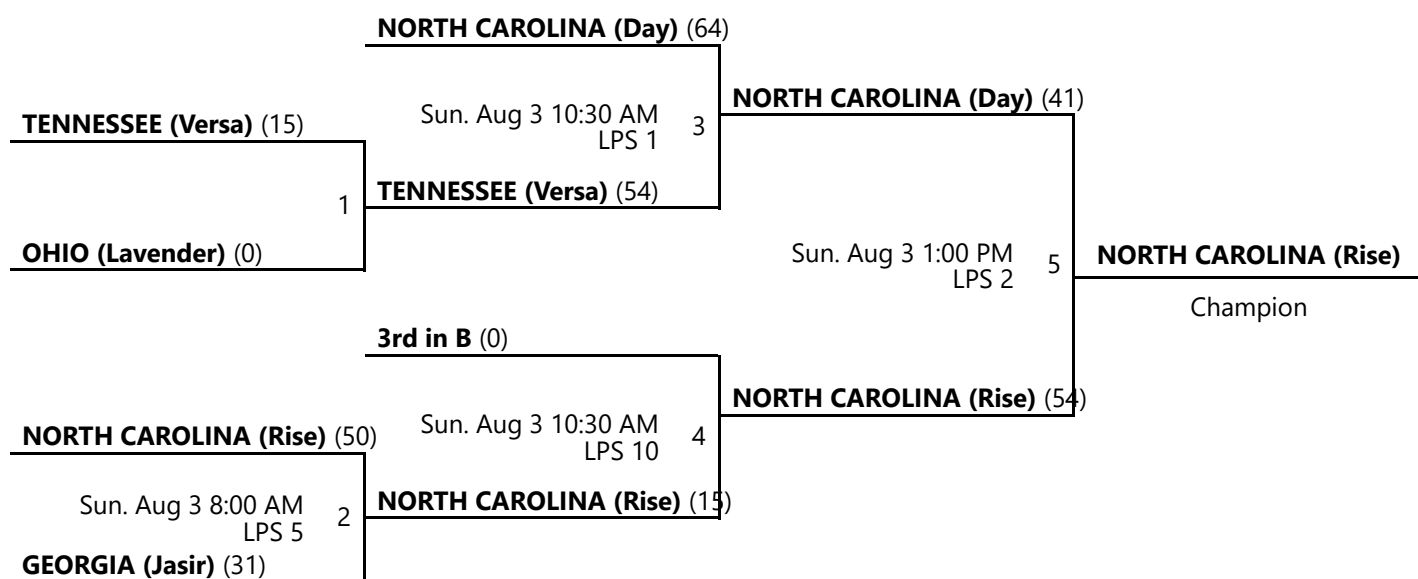 NORTH CAROLINA (Day) (64)
Sun. Aug 3 10:30 AM
LPS 1
3
NORTH CAROLINA (Day) (41)
TENNESSEE (Versa) (15)
1
TENNESSEE (Versa) (54)
OHIO (Lavender) (0)
Sun. Aug 3 1:00 PM
LPS 2
5
NORTH CAROLINA (Rise)
Champion
3rd in B (0)
Sun. Aug 3 10:30 AM
LPS 10
4
NORTH CAROLINA (Rise) (54)
NORTH CAROLINA (Rise) (50)
Sun. Aug 3 8:00 AM
LPS 5
2
NORTH CAROLINA (Rise) (15)
GEORGIA (Jasir) (31)